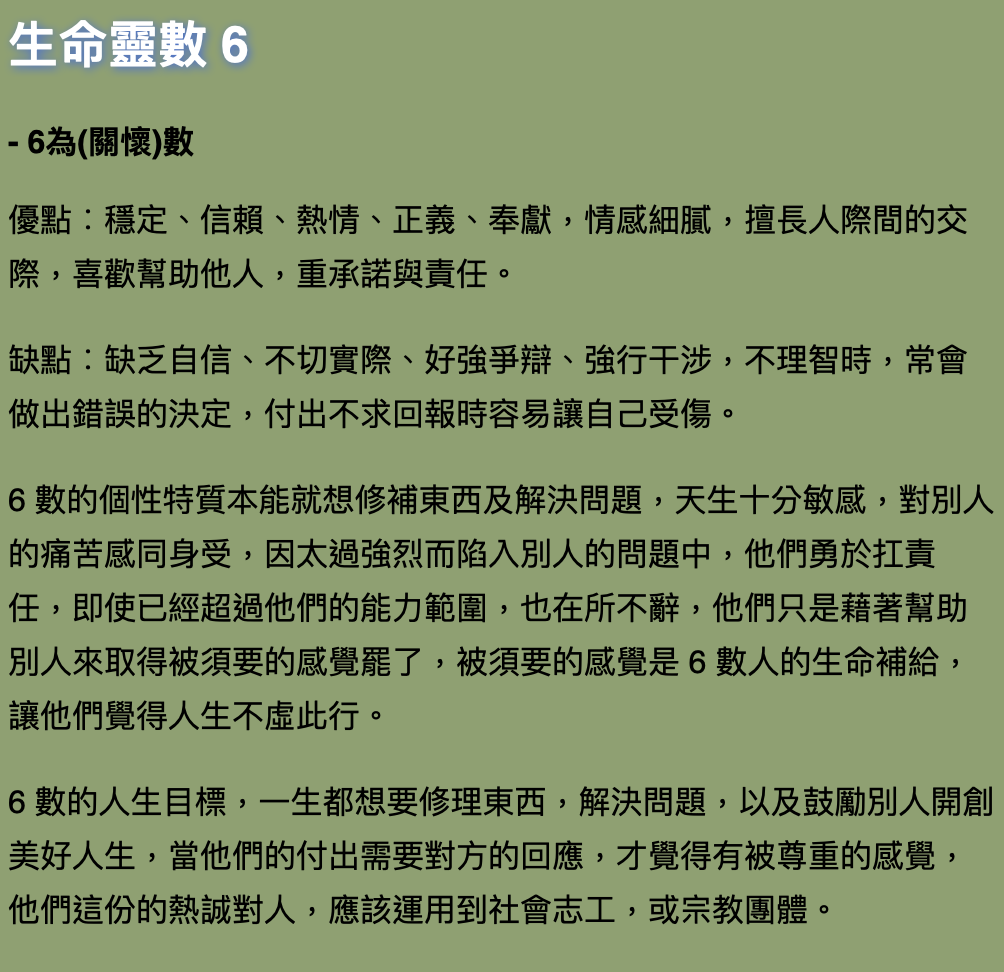 生命靈數 6
- 6為(關懷)數
優點：穩定、信賴、熱情、正義、奉獻，情感細膩，擅長人際間的交
際，喜歡幫助他人，重承諾與責任。
缺點：缺乏自信、不切實際、好強爭辯、強行干涉，不理智時，常會
做出錯誤的決定，付出不求回報時容易讓自己受傷。
6 數的個性特質本能就想修補東西及解決問題，天生十分敏感，對別人
的痛苦感同身受，因太過強烈而陷入別人的問題中，他們勇於扛責
任，即使已經超過他們的能力範圍，也在所不辭，他們只是藉著幫助
別人來取得被須要的感覺罷了，被須要的感覺是 6 數人的生命補給，
讓他們覺得人生不虛此行。
6 數的人生目標，一生都想要修理東西，解決問題，以及鼓勵別人開創
美好人生，當他們的付出需要對方的回應，才覺得有被尊重的感覺，
他們這份的熱誠對人，應該運用到社會志工，或宗教團體。